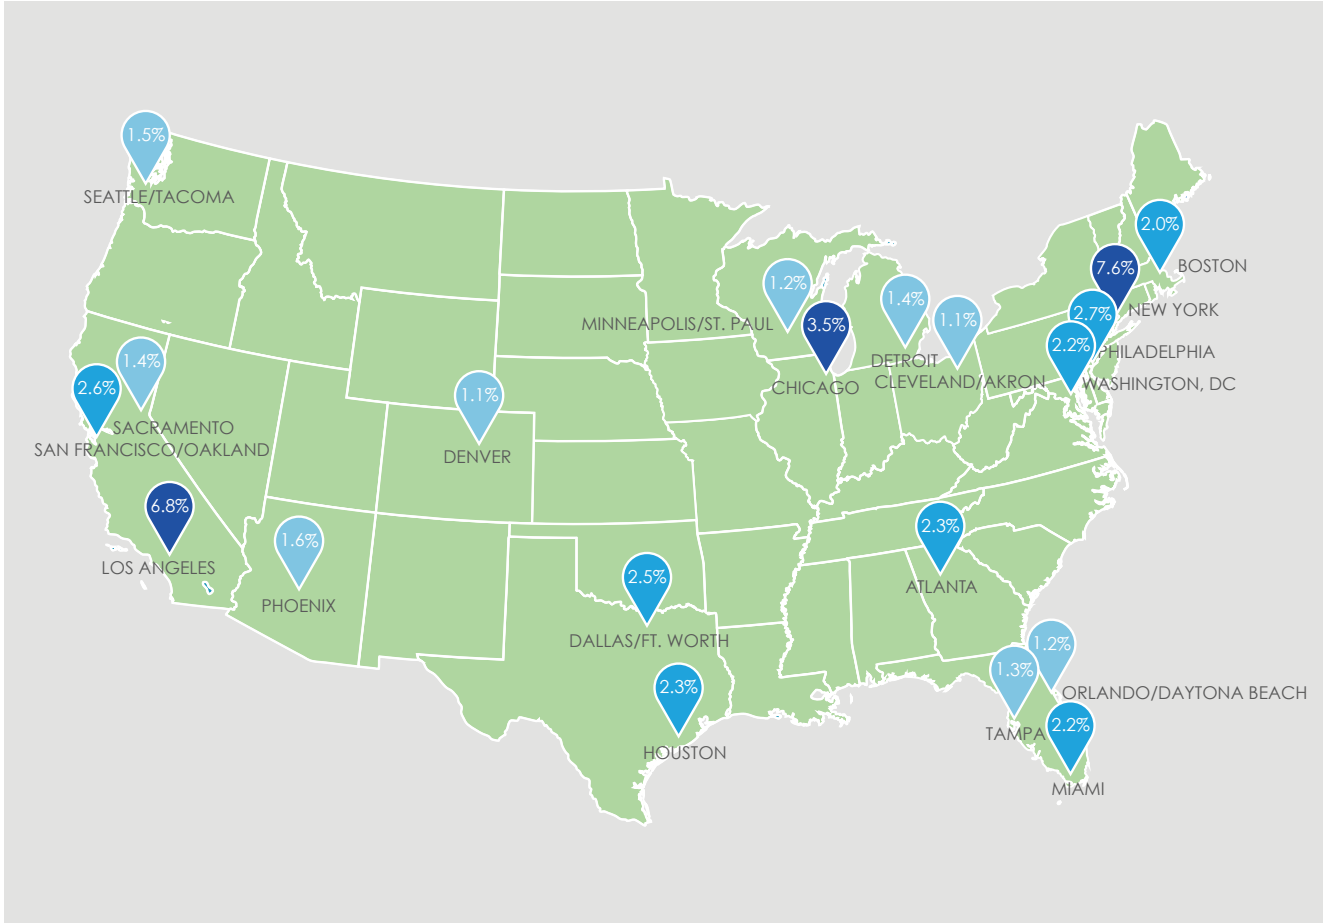 1.5%
SEATTLE/TACOMA
2.0%
BOSTON
7.6%
NEW YORK
1.2%
MINNEAPOLIS/ST. PAUL
1.4%
DETROIT
1.1%
CLEVELAND/AKRON
3.5%
CHICAGO
2.7%
PHILADELPHIA
2.2%
WASHINGTON, DC
1.4%
SACRAMENTO
2.6%
SAN FRANCISCO/OAKLAND
1.1%
DENVER
6.8%
LOS ANGELES
1.6%
PHOENIX
2.3%
ATLANTA
2.5%
DALLAS/FT. WORTH
2.3%
HOUSTON
1.2%
ORLANDO/DAYTONA BEACH
1.3%
TAMPA
2.2%
MIAMI